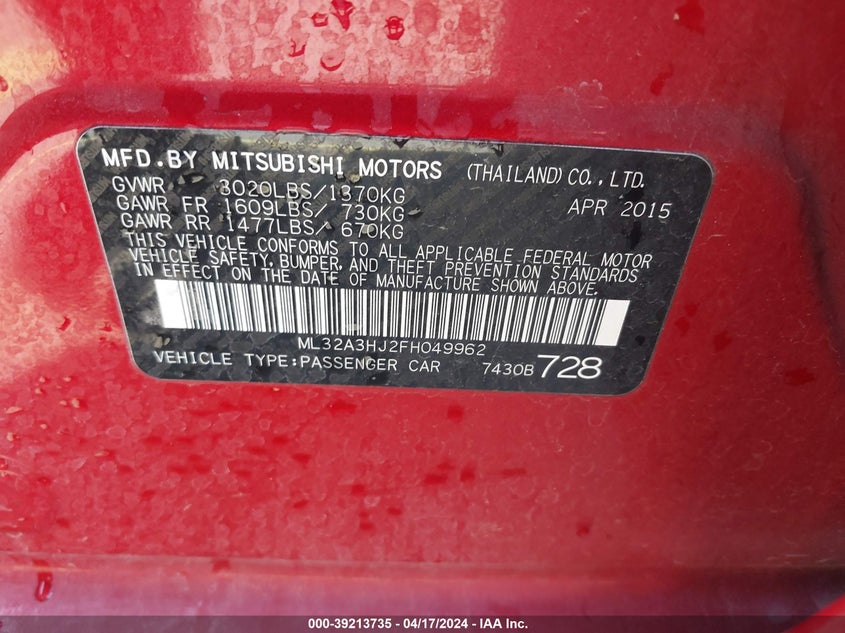 MFD.BY MITSUBISHI MOTORS (THAILAND)CO.,LTD.
GVWR 3020LBS/1370KG APR 2015
GAWR FR 1609LBS/ 730KG
GAWR RR 1477LBS/ 670KG
THIS VEHICLE CONFORMS TO ALL APPLICABLE FEDERAL MOTOR
VEHICLE SAFETY, BUMPER, AND THEFT PREVENTION STANDARDS
IN EFFECT ON THE DATE OF MANUFACTURE SHOWN ABOVE.
ML32A3HJ2FH049962
VEHICLE TYPE:PASSENGER CAR 7430B 728
000-39213735 - 04/17/2024 - IAA Inc.